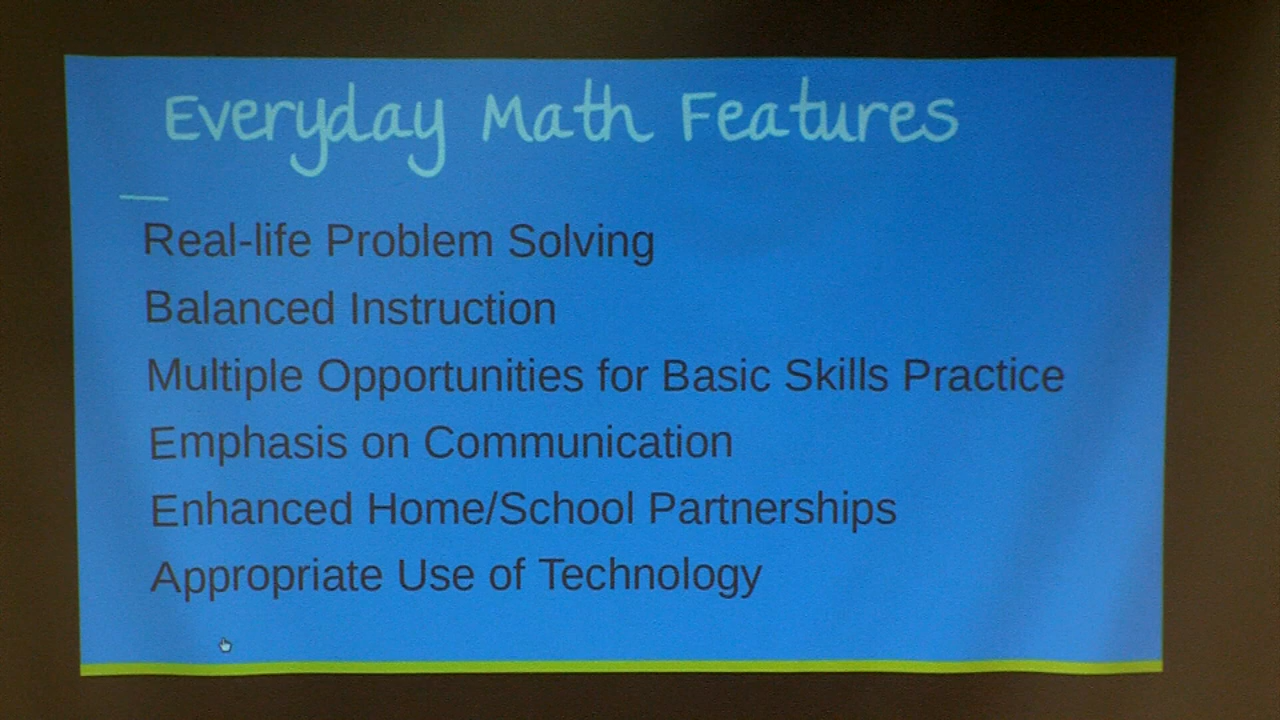 Everyday Math Features
Real-life Problem Solving
Balanced Instruction
Multiple Opportunities for Basic Skills Practice
Emphasis on Communication
Enhanced Home/School Partnerships
Appropriate Use of Technology